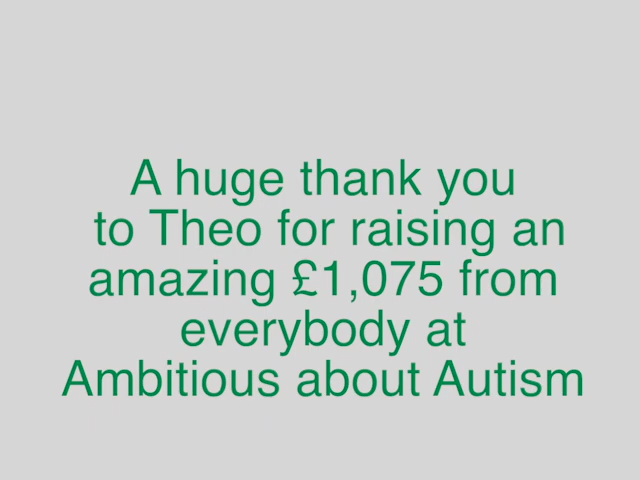 A huge thank you
to Theo for raising an
amazing £1,075 from
everybody at
Ambitious about Autism